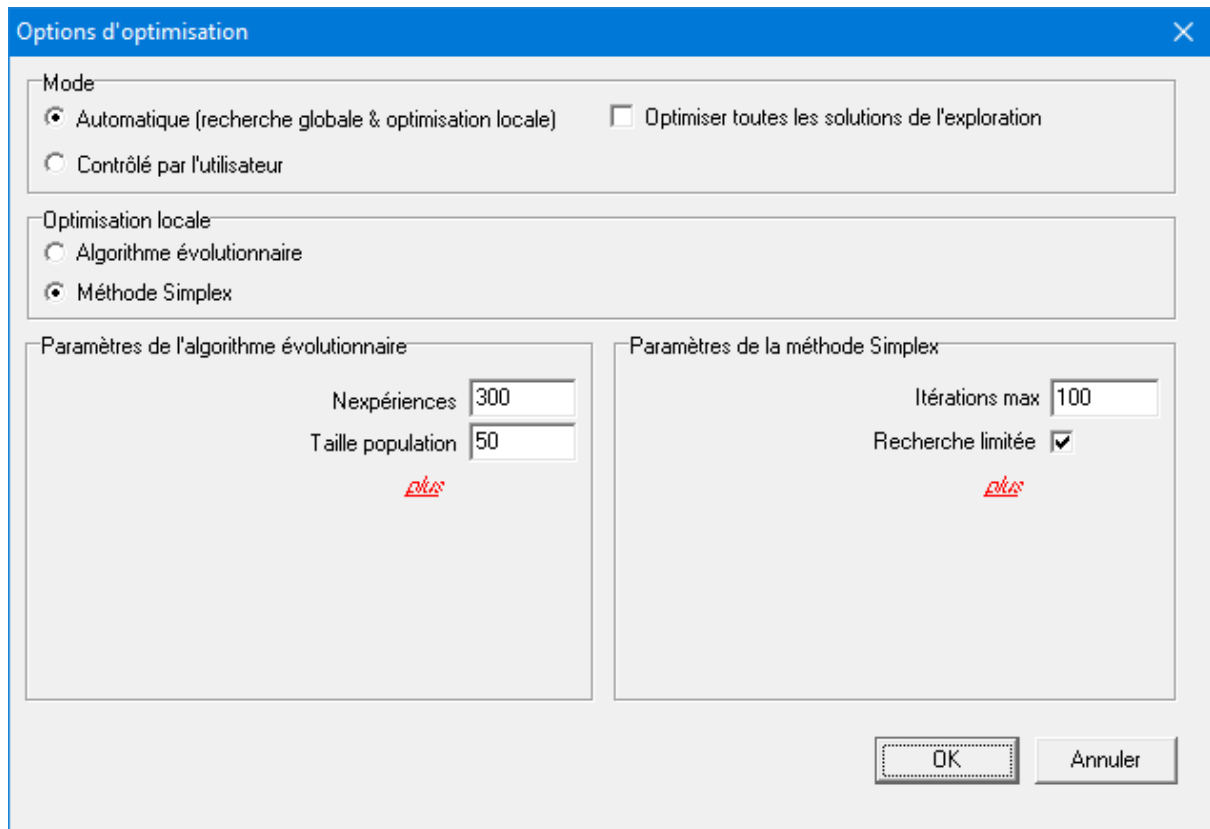 Options d'optimisation
Mode
Automatique (recherche globale & optimisation locale)
Optimiser toutes les solutions de l'exploration
Contrôlé par l'utilisateur
Optimisation locale
Algorithme évolutionnaire
Méthode Simplex
Paramètres de l'algorithme évolutionnaire
Nexpériences 300
Taille population 50
plus
Paramètres de la méthode Simplex
Itérations max 100
Recherche limitée
plus
OK
Annuler